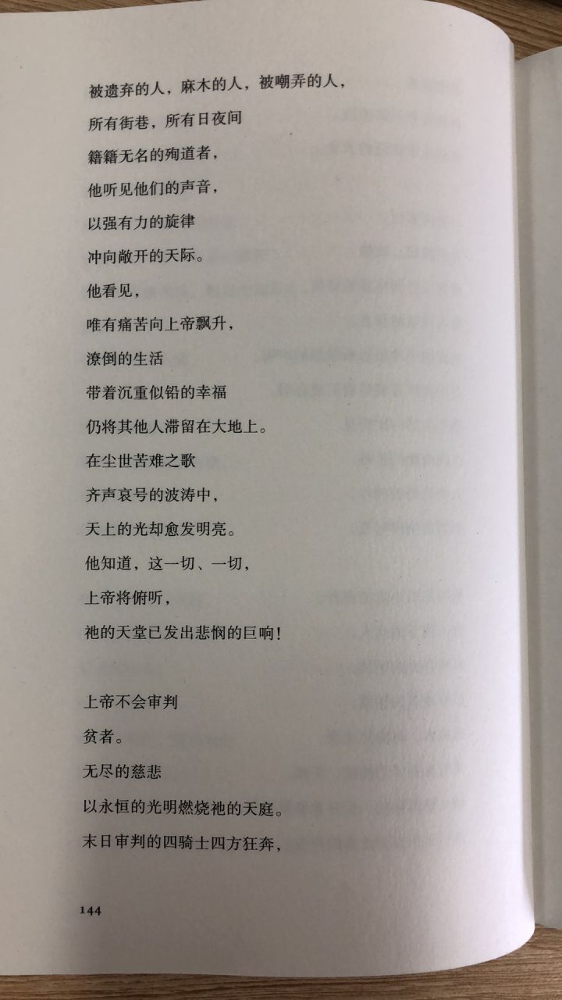 被遗弃的人，麻木的人，被嘲弄的人，
所有街巷，所有日夜间
籍籍无名的殉道者，
他听见他们的声音，
以强有力的旋律
冲向敞开的天际。
他看见，
唯有痛苦向上帝飘升，
潦倒的生活
带着沉重似铅的幸福
仍将其他人滞留在大地上。
在尘世苦难之歌
齐声哀号的波涛中，
天上的光却愈发明亮。
他知道，这一切、一切，
上帝将俯听，
祂的天堂已发出悲悯的巨响！
上帝不会审判
贫者。
无尽的慈悲
以永恒的光明燃烧祂的天庭。
末日审判的四骑士四方狂奔，
144